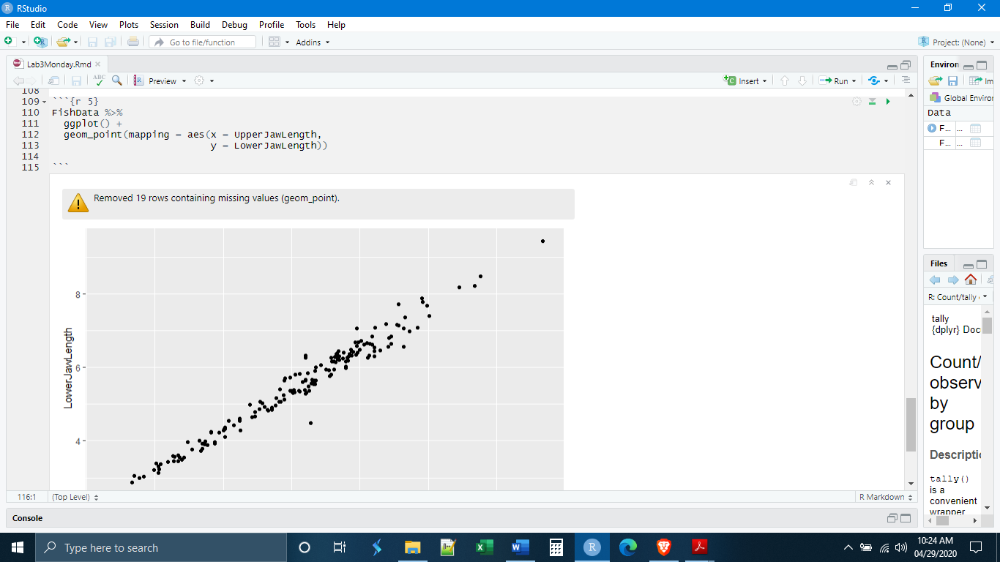 RStudio
File Edit Code View Plots Session Build Debug Profile Tools Help
Go to file/function Addins Project: (None)
Lab3Monday.Rmd
ABC Preview Insert Run
108
109 ```{r 5}
110 FishData %>%
111 ggplot() +
112 geom_point(mapping = aes(x = UpperJawLength,
113 y = LowerJawLength))
114
115 ```
Removed 19 rows containing missing values (geom_point).
8
6
4
LowerJawLength
116:1 (Top Level) R Markdown
Console
Environ
Im
Global Enviror
Data
F... ...
F... ...
Files
R: Count/tally
tally
{dplyr} Doc
Count/
observ
by
group
Descriptio
tally()
is a
convenient
wrapper
Type here to search
10:24 AM
04/29/2020